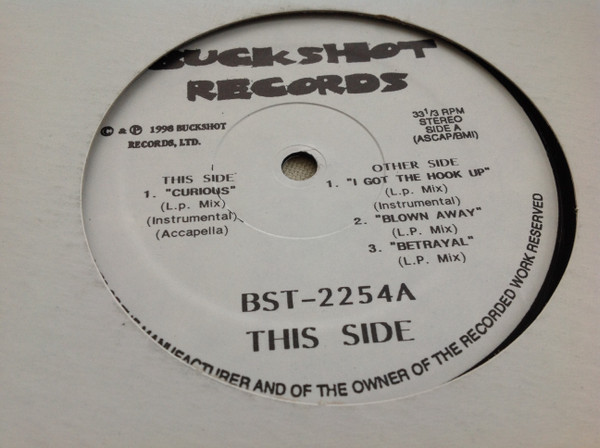 BUCKSHOT
RECORDS
© & ℗ 1998 BUCKSHOT
RECORDS, LTD.
33 1/3 RPM
STEREO
SIDE A
(ASCAP/BMI)
THIS SIDE
1. "CURIOUS"
(L.p. Mix)
(Instrumental)
(Accapella)
OTHER SIDE
1. "I GOT THE HOOK UP"
(L.p. Mix)
(Instrumental)
2. "BLOWN AWAY"
(L.P. Mix)
3. "BETRAYAL"
(L.P. Mix)
BST-2254A
THIS SIDE
MANUFACTURER AND OF THE OWNER OF THE RECORDED WORK RESERVED